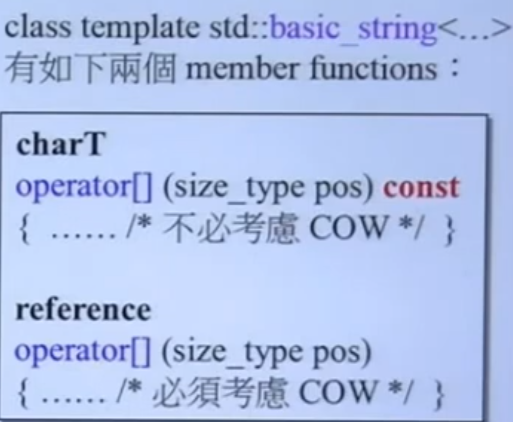 class template std::basic_string<...>
有如下兩個 member functions：
charT
operator[] (size_type pos) const
{ ...... /* 不必考慮 COW */ }
reference
operator[] (size_type pos)
{ ...... /* 必須考慮 COW */ }